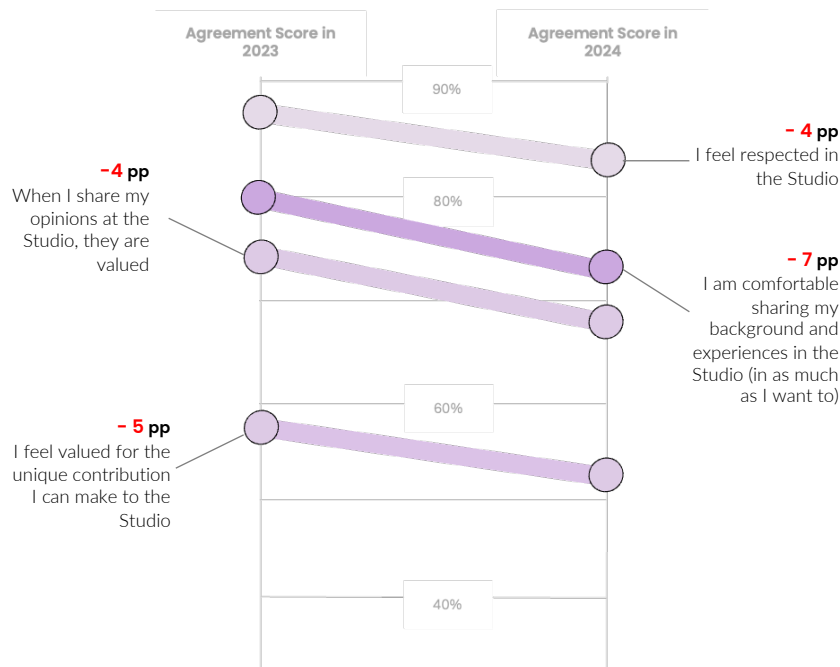 Agreement Score in
2023
Agreement Score in
2024
90%
- 4 pp
I feel respected in
the Studio
-4 pp
When I share my
opinions at the
Studio, they are
valued
80%
- 7 pp
I am comfortable
sharing my
background and
experiences in the
Studio (in as much
as I want to)
60%
- 5 pp
I feel valued for the
unique contribution
I can make to the
Studio
40%